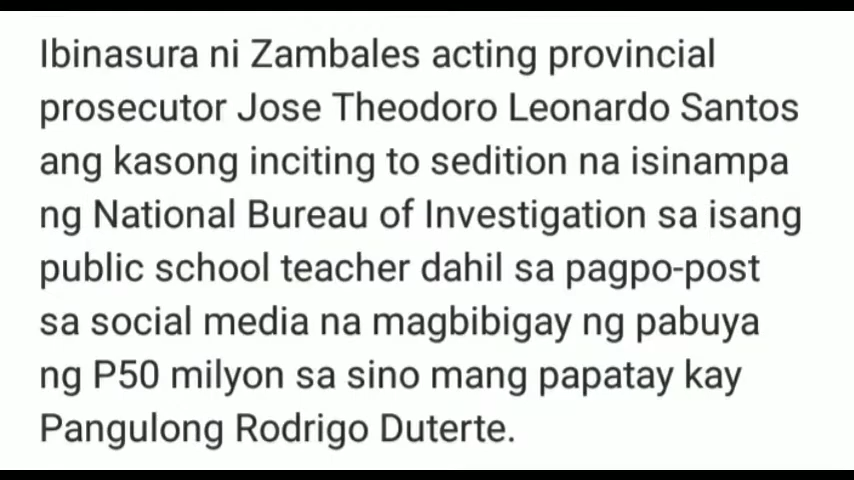 Ibinasura ni Zambales acting provincial
prosecutor Jose Theodoro Leonardo Santos
ang kasong inciting to sedition na isinampa
ng National Bureau of Investigation sa isang
public school teacher dahil sa pagpo-post
sa social media na magbibigay ng pabuya
ng P50 milyon sa sino mang papatay kay
Pangulong Rodrigo Duterte.